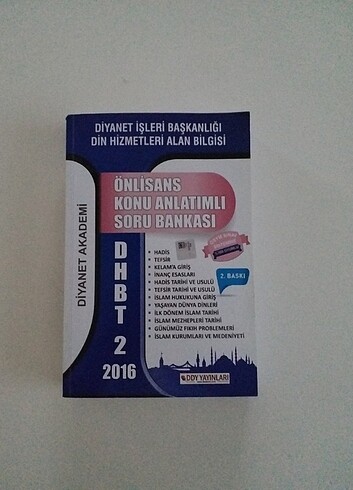 DİYANET İŞLERİ BAŞKANLIĞI
DİN HİZMETLERİ ALAN BİLGİSİ
DİYANET AKADEMİ
ÖNLİSANS
KONU ANLATIMLI
SORU BANKASI
DHBT 2
2016
• HADİS
• TEFSİR
• KELAM'A GİRİŞ
• İNANÇ ESASLARI
• HADİS TARİHİ VE USULÜ
• TEFSİR TARİHİ VE USULÜ
• İSLAM HUKUKUNA GİRİŞ
• YAŞAYAN DÜNYA DİNLERİ
• İLK DÖNEM İSLAM TARİHİ
• İSLAM MEZHEPLERİ TARİHİ
• GÜNÜMÜZ FIKIH PROBLEMLERİ
• İSLAM KURUMLARI VE MEDENİYETİ
2. BASKI
DDY YAYINLARI